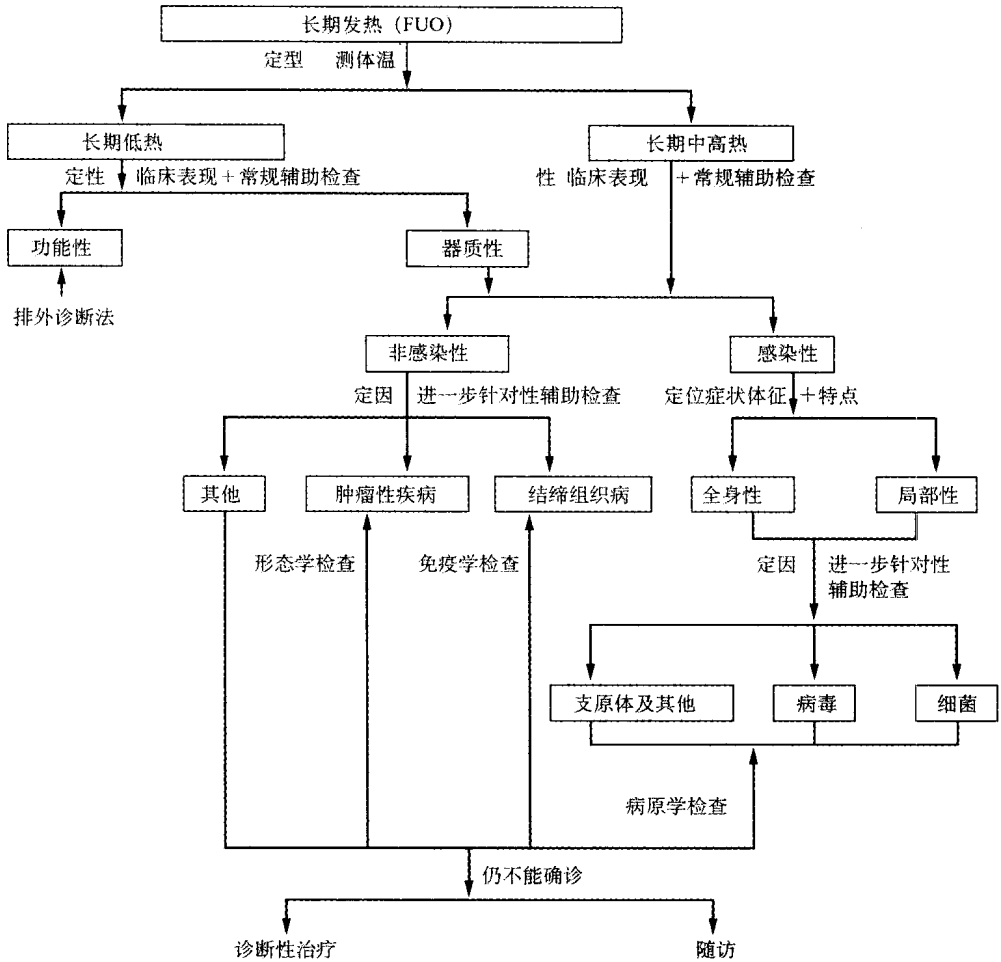 长期发热（FUO）
定型 测体温
长期低热
长期中高热
定性 临床表现＋常规辅助检查
性 临床表现 ＋常规辅助检查
功能性
器质性
排外诊断法
非感染性
感染性
定因 进一步针对性辅助检查
定位症状体征 ＋特点
其他
肿瘤性疾病
结缔组织病
全身性
局部性
形态学检查
免疫学检查
定因 进一步针对性
辅助检查
支原体及其他
病毒
细菌
病原学检查
仍不能确诊
诊断性治疗
随访